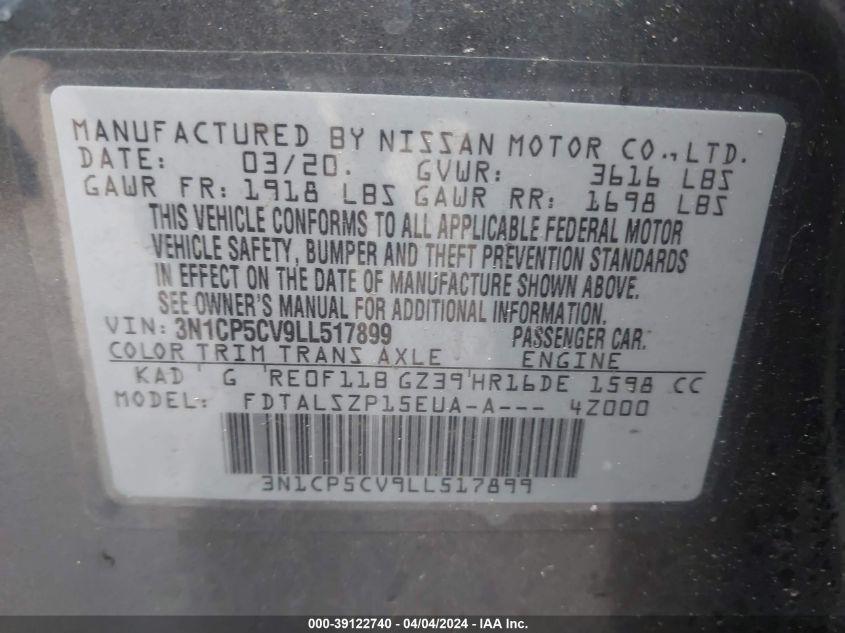 MANUFACTURED BY NISSAN MOTOR CO., LTD.
DATE: 03/20. GVWR: 3616 LBS
GAWR FR: 1918 LBS GAWR RR: 1698 LBS
THIS VEHICLE CONFORMS TO ALL APPLICABLE FEDERAL MOTOR
VEHICLE SAFETY, BUMPER AND THEFT PREVENTION STANDARDS
IN EFFECT ON THE DATE OF MANUFACTURE SHOWN ABOVE.
SEE OWNER'S MANUAL FOR ADDITIONAL INFORMATION.
VIN: 3N1CP5CV9LL517899 PASSENGER CAR.
COLOR TRIM TRANS AXLE ENGINE
KAD G RE0F11B GZ39 HR16DE 1598 CC
MODEL: FDTALSZP15EUA-A--- 4Z000
3N1CP5CV9LL517899
000-39122740 - 04/04/2024 - IAA Inc.